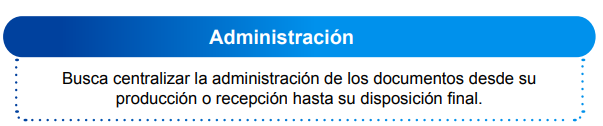 Administración
Busca centralizar la administración de los documentos desde su
producción o recepción hasta su disposición final.